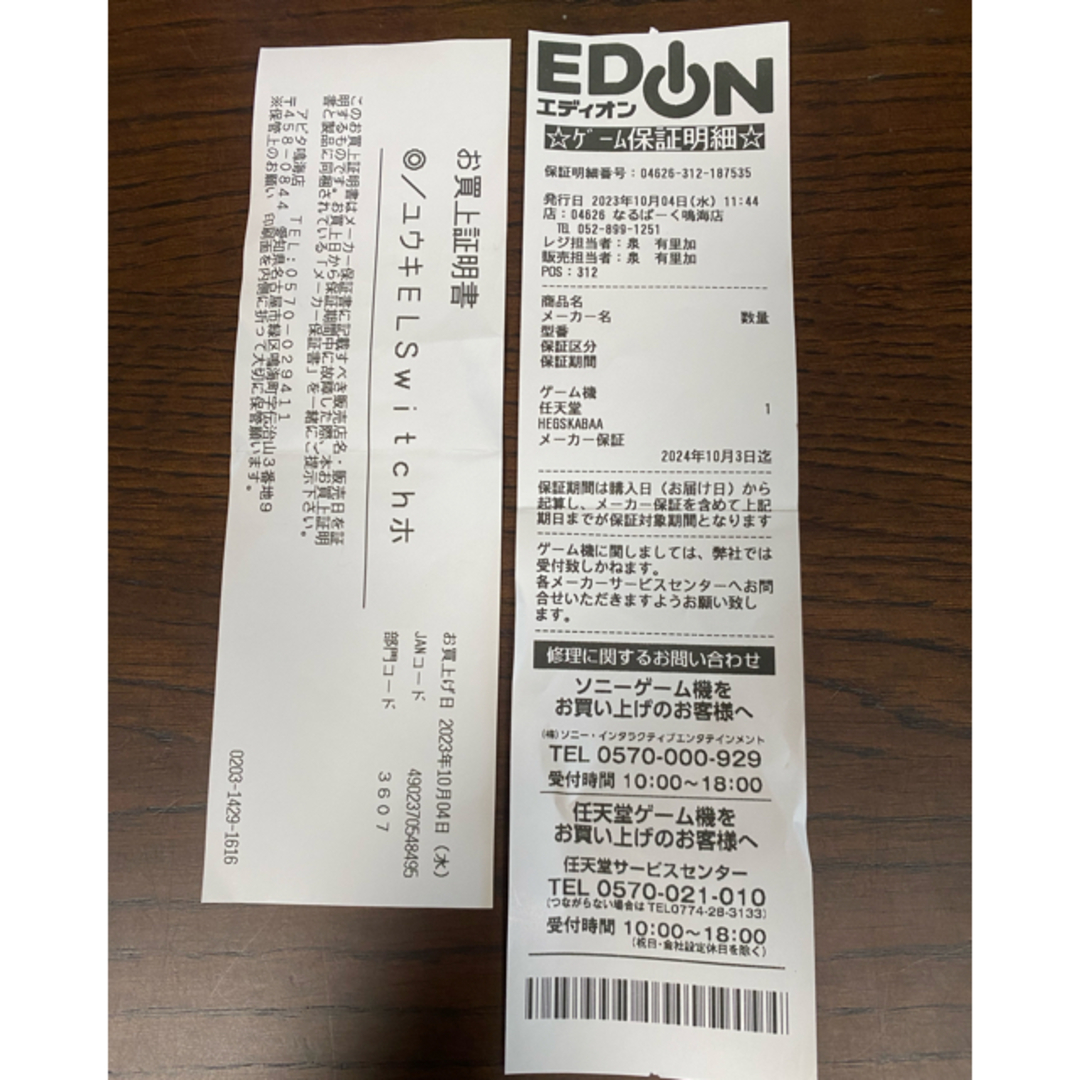 お買上証明書
◎/ユウキELSwitchホ
お買上げ日 2023年10月04日 (水)
JANコード 4902370548495
部門コード 3607
このお買上証明書はメーカー保証書に記載すべき販売店名・販売日を証
明するものです。お買上日から保証期間中に故障した際、本お買上証明
書と製品に同梱されている「メーカー保証書」を一緒にご提示下さい。
アピタ鳴海店 TEL:0570-029411
〒458-0844 愛知県名古屋市緑区鳴海町字伝治山3番地9
※保管上のお願い 印刷面を内側に折って大切に保管願います。
0203-1429-1616
EDION
エディオン
☆ゲーム保証明細☆
保証明細番号:04626-312-187535
発行日 2023年10月04日(水) 11:44
店:04626 なるぱーく鳴海店
TEL 052-899-1251
レジ担当者:泉 有里加
販売担当者:泉 有里加
POS:312
商品名
メーカー名 数量
型番
保証区分
保証期間
ゲーム機
任天堂 1
HEGSKABAA
メーカー保証
2024年10月3日迄
保証期間は購入日(お届け日)から
起算し、メーカー保証を含めて上記
期日までが保証対象期間となります
ゲーム機に関しましては、弊社では
受付致しかねます。
各メーカーサービスセンターへお問
合せいただきますようお願い致し
ます。
修理に関するお問い合わせ
ソニーゲーム機を
お買い上げのお客様へ
(株)ソニー・インタラクティブエンタテインメント
TEL 0570-000-929
受付時間 10:00~18:00
任天堂ゲーム機を
お買い上げのお客様へ
任天堂サービスセンター
TEL 0570-021-010
(つながらない場合は TEL0774-28-3133)
受付時間 10:00~18:00
(祝日・会社設定休日を除く)